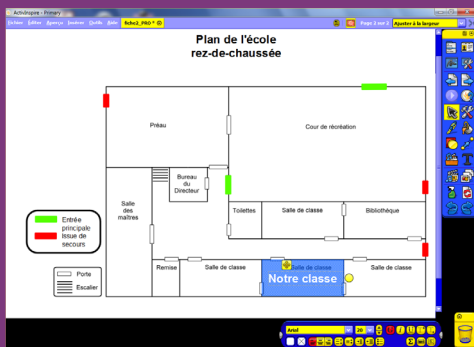 ActivInspire - Primary
Fichier Éditer Aperçu Insérer Outils Aide fiche2_PRO* Page 2 sur 2 Ajuster à la largeur
Plan de l'école
rez-de-chaussée
Préau
Cour de récréation
Bureau
du
Directeur
Salle
des
maîtres
Toilettes
Salle de classe
Bibliothèque
Entrée
principale
Issue de
secours
Porte
Escalier
Remise
Salle de classe
Salle de classe
Salle de classe
Notre classe
Arial
20